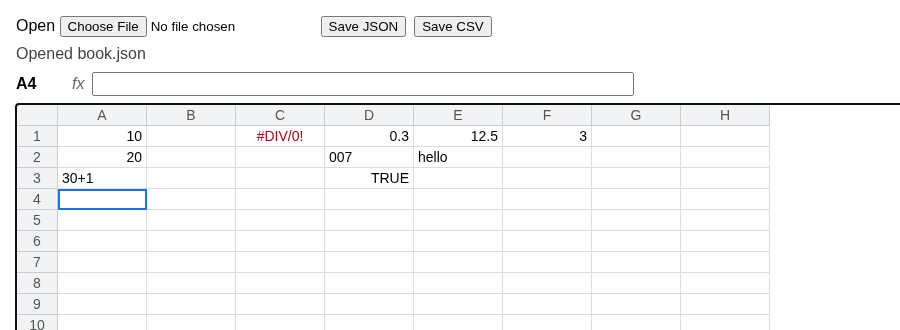 Open Choose File No file chosen Save JSON Save CSV
Opened book.json
A4 fx
A B C D E F G H
1 10 #DIV/0! 0.3 12.5 3
2 20 007 hello
3 30+1 TRUE
4
5
6
7
8
9
10